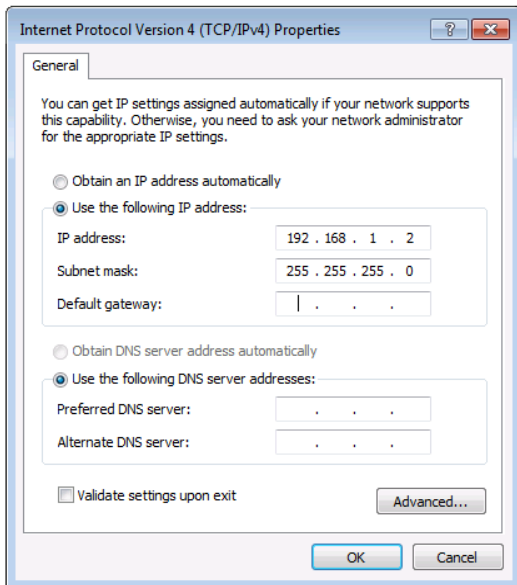 Internet Protocol Version 4 (TCP/IPv4) Properties
General
You can get IP settings assigned automatically if your network supports
this capability. Otherwise, you need to ask your network administrator
for the appropriate IP settings.
Obtain an IP address automatically
Use the following IP address:
IP address: 192 . 168 . 1 . 2
Subnet mask: 255 . 255 . 255 . 0
Default gateway: . . .
Obtain DNS server address automatically
Use the following DNS server addresses:
Preferred DNS server: . . .
Alternate DNS server: . . .
Validate settings upon exit
Advanced...
OK Cancel